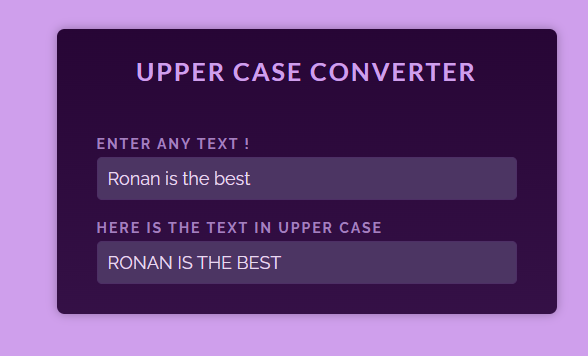 UPPER CASE CONVERTER
ENTER ANY TEXT !
Ronan is the best
HERE IS THE TEXT IN UPPER CASE
RONAN IS THE BEST